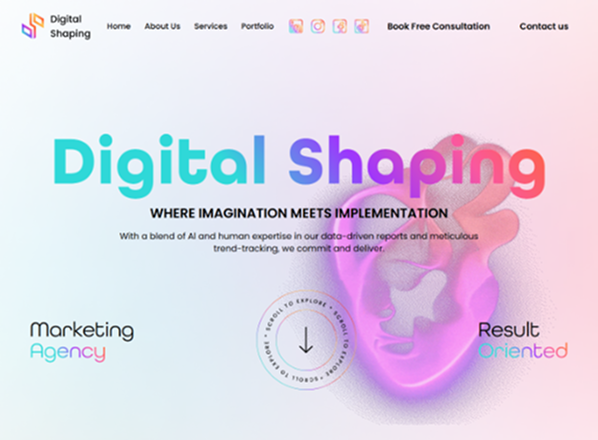 Digital
Shaping
Home About Us Services Portfolio Book Free Consultation Contact us
Digital Shaping
WHERE IMAGINATION MEETS IMPLEMENTATION
With a blend of AI and human expertise in our data-driven reports and meticulous
trend-tracking, we commit and deliver.
SCROLL TO EXPLORE • SCROLL TO EXPLORE • SCROLL TO EXPLORE •
Marketing
Agency
Result
Oriented